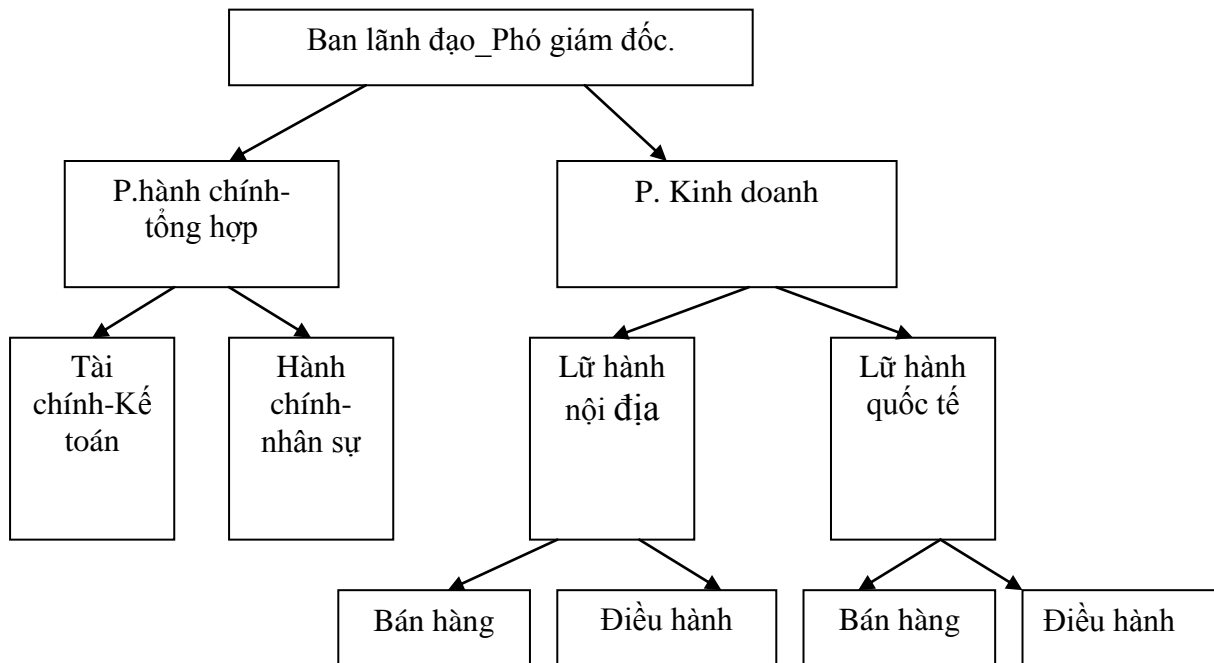 Ban lãnh đạo_Phó giám đốc.
P.hành chính-
tổng hợp
P. Kinh doanh
Tài
chính-Kế
toán
Hành
chính-
nhân sự
Lữ hành
nội địa
Lữ hành
quốc tế
Bán hàng
Điều hành
Bán hàng
Điều hành